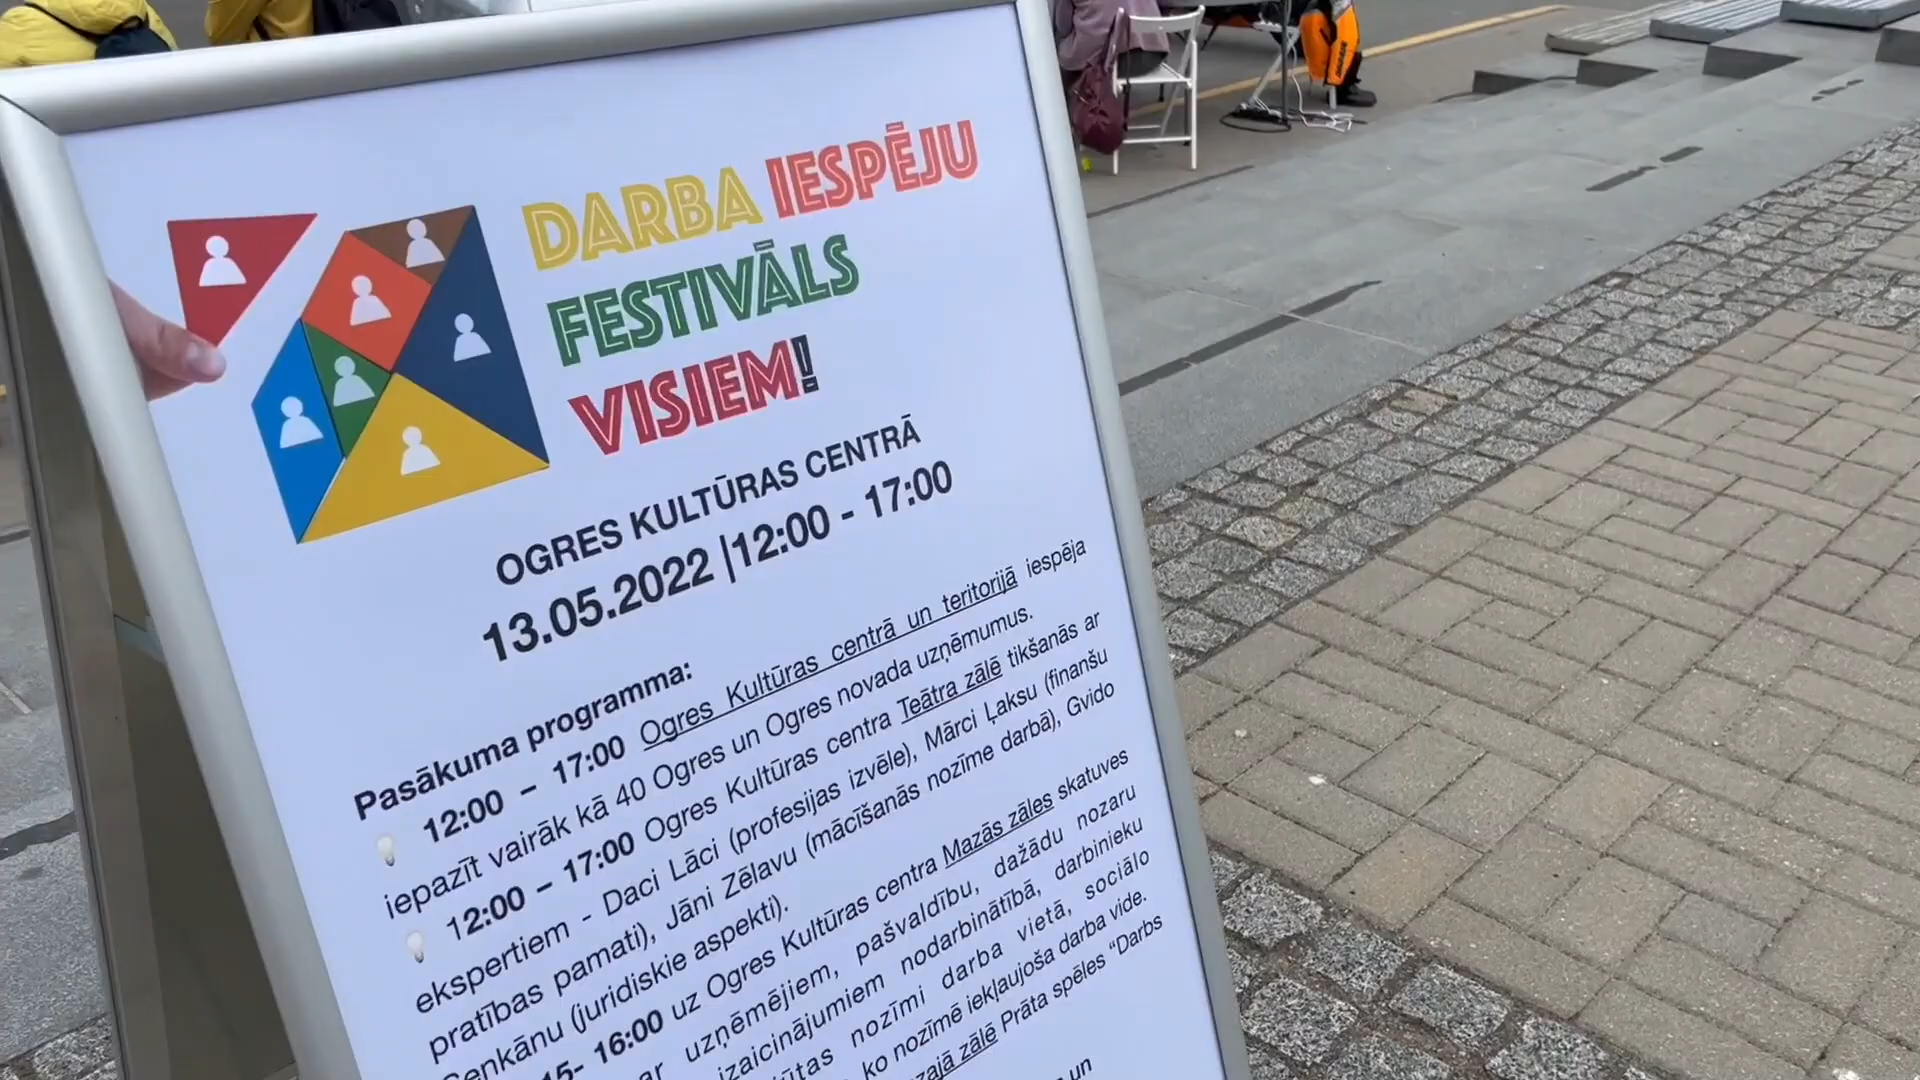 DARBA IESPĒJU
FESTIVĀLS
VISIEM!
OGRES KULTŪRAS CENTRĀ
13.05.2022 |12:00 - 17:00
Pasākuma programma:
12:00 – 17:00 Ogres Kultūras centrā un teritorijā iespēja
iepazīt vairāk kā 40 Ogres un Ogres novada uzņēmumus.
12:00 – 17:00 Ogres Kultūras centra Teātra zālē tikšanās ar
ekspertiem - Daci Lāci (profesijas izvēle), Mārci Ļaksu (finanšu
pratības pamati), Jāni Zēlavu (mācīšanās nozīme darbā), Gvido
Senkānu (juridiskie aspekti).
15- 16:00 uz Ogres Kultūras centra Mazās zāles skatuves
ar uzņēmējiem, pašvaldību, dažādu nozaru
izaicinājumiem nodarbinātībā, darbinieku
nozīmi darba vietā, sociālo
ko nozīmē iekļaujoša darba vide.
zālē Prāta spēles “Darbs
un